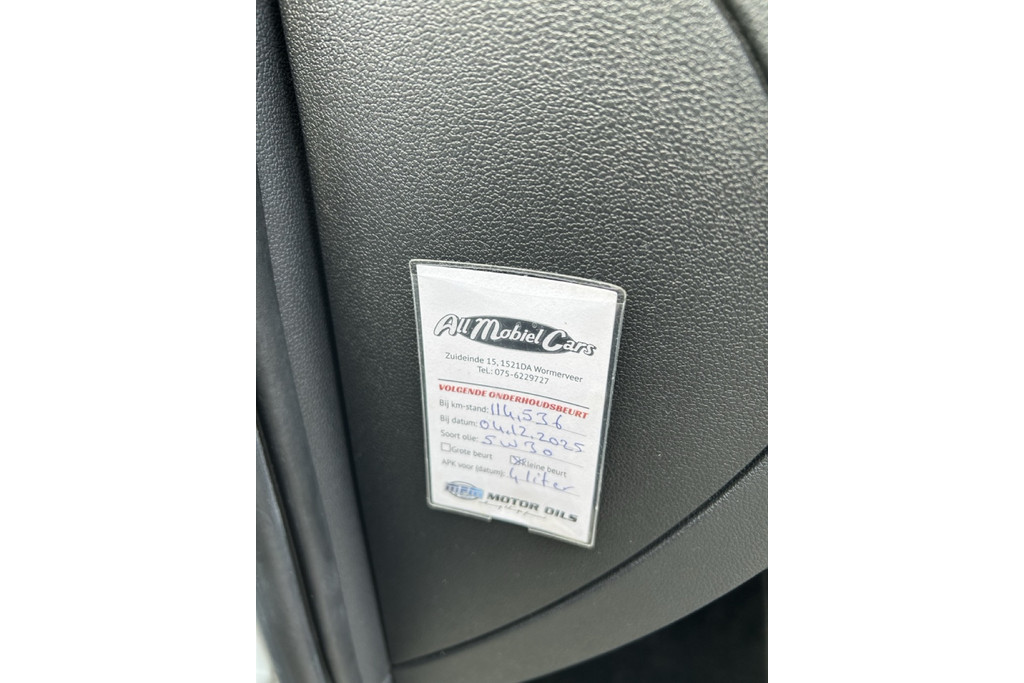 All Mobiel Cars
Zuideinde 15, 1521DA Wormerveer
Tel.: 075-6229727
VOLGENDE ONDERHOUDSBEURT
Bij km-stand: 114,536
Bij datum: 04.12.2025
Soort olie: 5W30
Grote beurt Kleine beurt
APK voor (datum): 4 liter
MPM MOTOR OILS